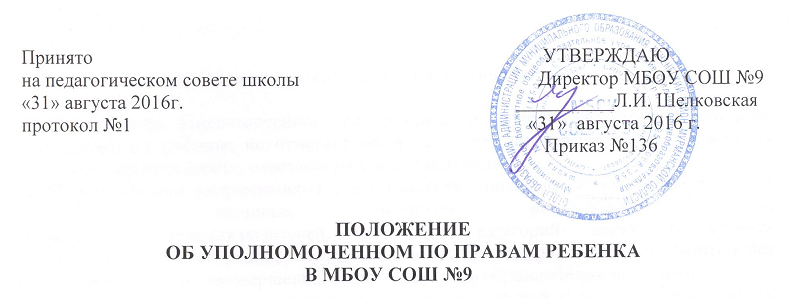 Принято
на педагогическом совете школы
«31» августа 2016г.
протокол №1
УТВЕРЖДАЮ
Директор МБОУ СОШ №9
Л.И. Шелковская
«31» августа 2016 г.
Приказ №136
ПОЛОЖЕНИЕ
ОБ УПОЛНОМОЧЕННОМ ПО ПРАВАМ РЕБЕНКА
В МБОУ СОШ №9